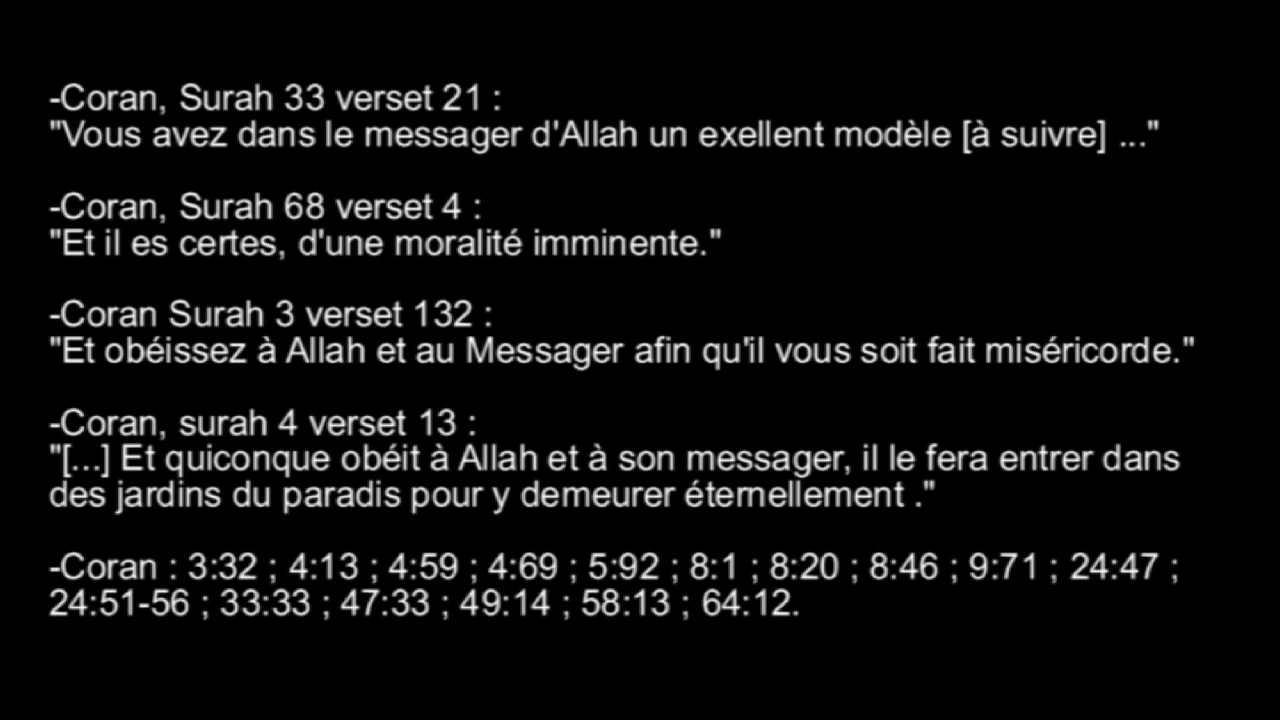 -Coran, Surah 33 verset 21 :
"Vous avez dans le messager d'Allah un exellent modèle [à suivre] ..."
-Coran, Surah 68 verset 4 :
"Et il es certes, d'une moralité imminente."
-Coran Surah 3 verset 132 :
"Et obéissez à Allah et au Messager afin qu'il vous soit fait miséricorde."
-Coran, surah 4 verset 13 :
"[...] Et quiconque obéit à Allah et à son messager, il le fera entrer dans
des jardins du paradis pour y demeurer éternellement ."
-Coran : 3:32 ; 4:13 ; 4:59 ; 4:69 ; 5:92 ; 8:1 ; 8:20 ; 8:46 ; 9:71 ; 24:47 ;
24:51-56 ; 33:33 ; 47:33 ; 49:14 ; 58:13 ; 64:12.